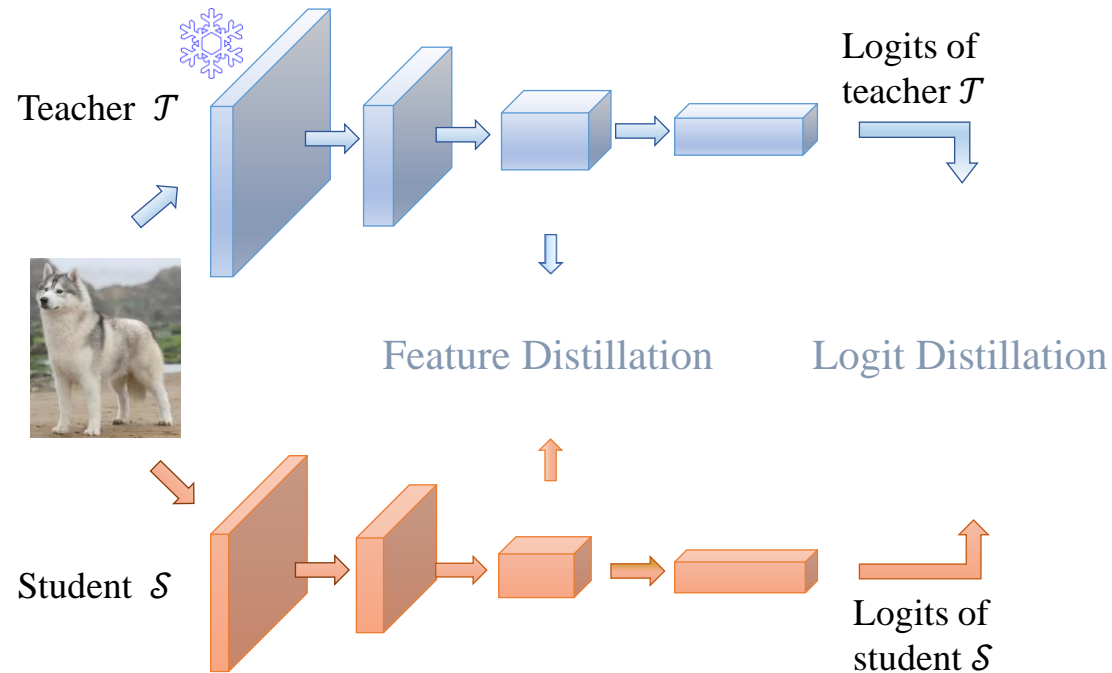 Logits of
teacher 𝒯
Teacher 𝒯
Feature Distillation
Logit Distillation
Student 𝒮
Logits of
student 𝒮